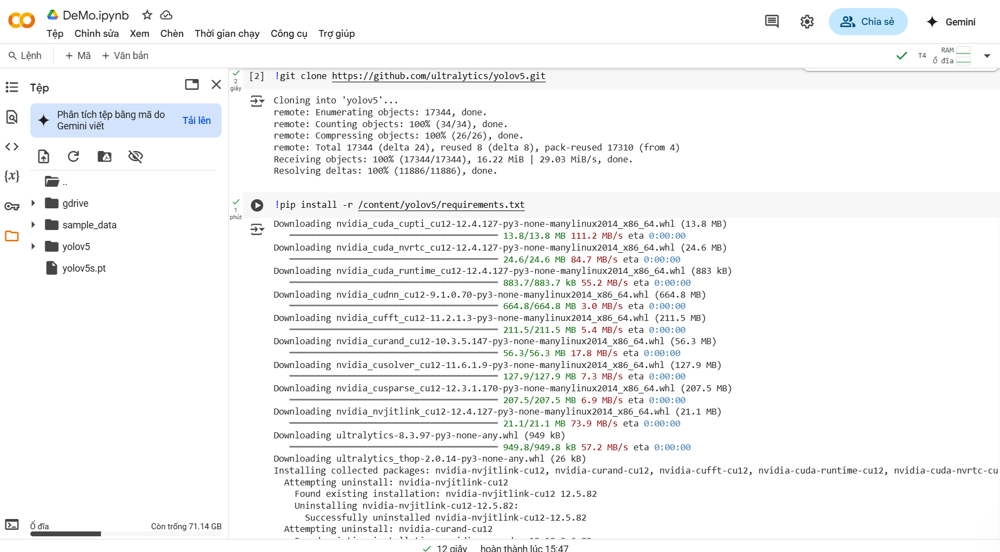 DeMo.ipynb
Tệp Chỉnh sửa Xem Chèn Thời gian chạy Công cụ Trợ giúp
Chia sẻ
Gemini
Lệnh + Mã + Văn bản
T4
RAM
Ổ đĩa
Tệp
Phân tích tệp bằng mã do
Gemini viết
Tải lên
..
gdrive
sample_data
yolov5
yolov5s.pt
Ổ đĩa Còn trống 71.14 GB
2
giây
[2] !git clone https://github.com/ultralytics/yolov5.git
Cloning into 'yolov5'...
remote: Enumerating objects: 17344, done.
remote: Counting objects: 100% (34/34), done.
remote: Compressing objects: 100% (26/26), done.
remote: Total 17344 (delta 24), reused 8 (delta 8), pack-reused 17310 (from 4)
Receiving objects: 100% (17344/17344), 16.22 MiB | 29.03 MiB/s, done.
Resolving deltas: 100% (11886/11886), done.
1
phút
!pip install -r /content/yolov5/requirements.txt
Downloading nvidia_cuda_cupti_cu12-12.4.127-py3-none-manylinux2014_x86_64.whl (13.8 MB)
13.8/13.8 MB 111.2 MB/s eta 0:00:00
Downloading nvidia_cuda_nvrtc_cu12-12.4.127-py3-none-manylinux2014_x86_64.whl (24.6 MB)
24.6/24.6 MB 84.7 MB/s eta 0:00:00
Downloading nvidia_cuda_runtime_cu12-12.4.127-py3-none-manylinux2014_x86_64.whl (883 kB)
883.7/883.7 kB 55.2 MB/s eta 0:00:00
Downloading nvidia_cudnn_cu12-9.1.0.70-py3-none-manylinux2014_x86_64.whl (664.8 MB)
664.8/664.8 MB 3.0 MB/s eta 0:00:00
Downloading nvidia_cufft_cu12-11.2.1.3-py3-none-manylinux2014_x86_64.whl (211.5 MB)
211.5/211.5 MB 5.4 MB/s eta 0:00:00
Downloading nvidia_curand_cu12-10.3.5.147-py3-none-manylinux2014_x86_64.whl (56.3 MB)
56.3/56.3 MB 17.8 MB/s eta 0:00:00
Downloading nvidia_cusolver_cu12-11.6.1.9-py3-none-manylinux2014_x86_64.whl (127.9 MB)
127.9/127.9 MB 7.3 MB/s eta 0:00:00
Downloading nvidia_cusparse_cu12-12.3.1.170-py3-none-manylinux2014_x86_64.whl (207.5 MB)
207.5/207.5 MB 6.9 MB/s eta 0:00:00
Downloading nvidia_nvjitlink_cu12-12.4.127-py3-none-manylinux2014_x86_64.whl (21.1 MB)
21.1/21.1 MB 73.9 MB/s eta 0:00:00
Downloading ultralytics-8.3.97-py3-none-any.whl (949 kB)
949.8/949.8 kB 57.2 MB/s eta 0:00:00
Downloading ultralytics_thop-2.0.14-py3-none-any.whl (26 kB)
Installing collected packages: nvidia-nvjitlink-cu12, nvidia-curand-cu12, nvidia-cufft-cu12, nvidia-cuda-runtime-cu12, nvidia-cuda-nvrtc-cu
Attempting uninstall: nvidia-nvjitlink-cu12
Found existing installation: nvidia-nvjitlink-cu12 12.5.82
Uninstalling nvidia-nvjitlink-cu12-12.5.82:
Successfully uninstalled nvidia-nvjitlink-cu12-12.5.82
Attempting uninstall: nvidia-curand-cu12
12 giây hoàn thành lúc 15:47